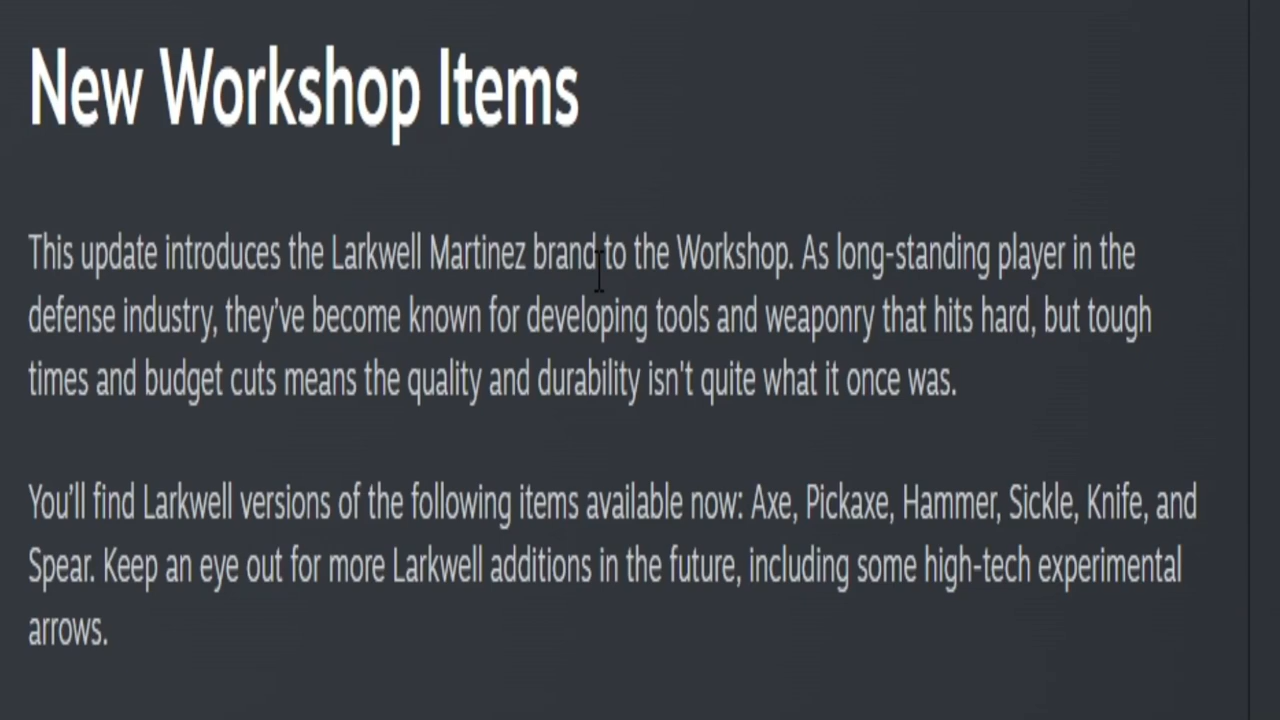 New Workshop Items
This update introduces the Larkwell Martinez brand to the Workshop. As long-standing player in the
defense industry, they've become known for developing tools and weaponry that hits hard, but tough
times and budget cuts means the quality and durability isn't quite what it once was.
You'll find Larkwell versions of the following items available now: Axe, Pickaxe, Hammer, Sickle, Knife, and
Spear. Keep an eye out for more Larkwell additions in the future, including some high-tech experimental
arrows.